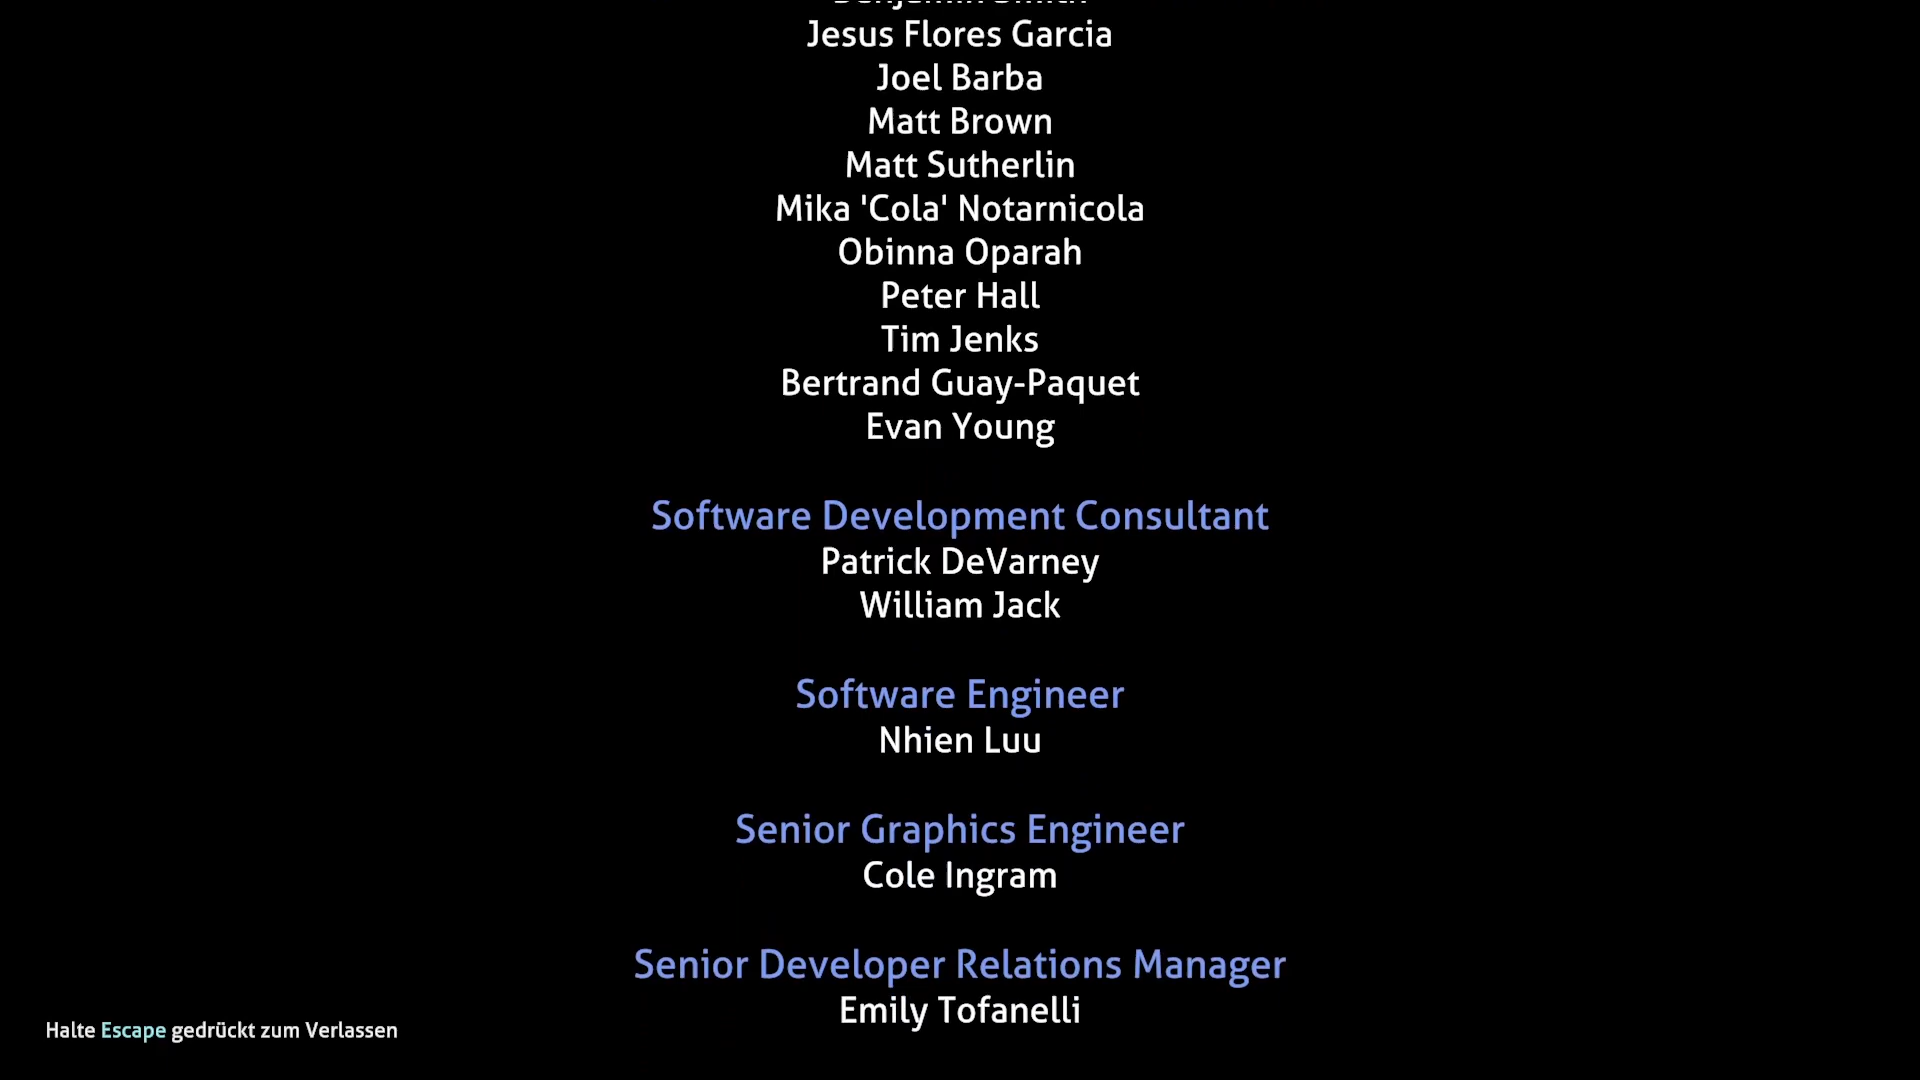 Benjamin Smith
Jesus Flores Garcia
Joel Barba
Matt Brown
Matt Sutherlin
Mika 'Cola' Notarnicola
Obinna Oparah
Peter Hall
Tim Jenks
Bertrand Guay-Paquet
Evan Young
Software Development Consultant
Patrick DeVarney
William Jack
Software Engineer
Nhien Luu
Senior Graphics Engineer
Cole Ingram
Senior Developer Relations Manager
Emily Tofanelli
Halte Escape gedrückt zum Verlassen